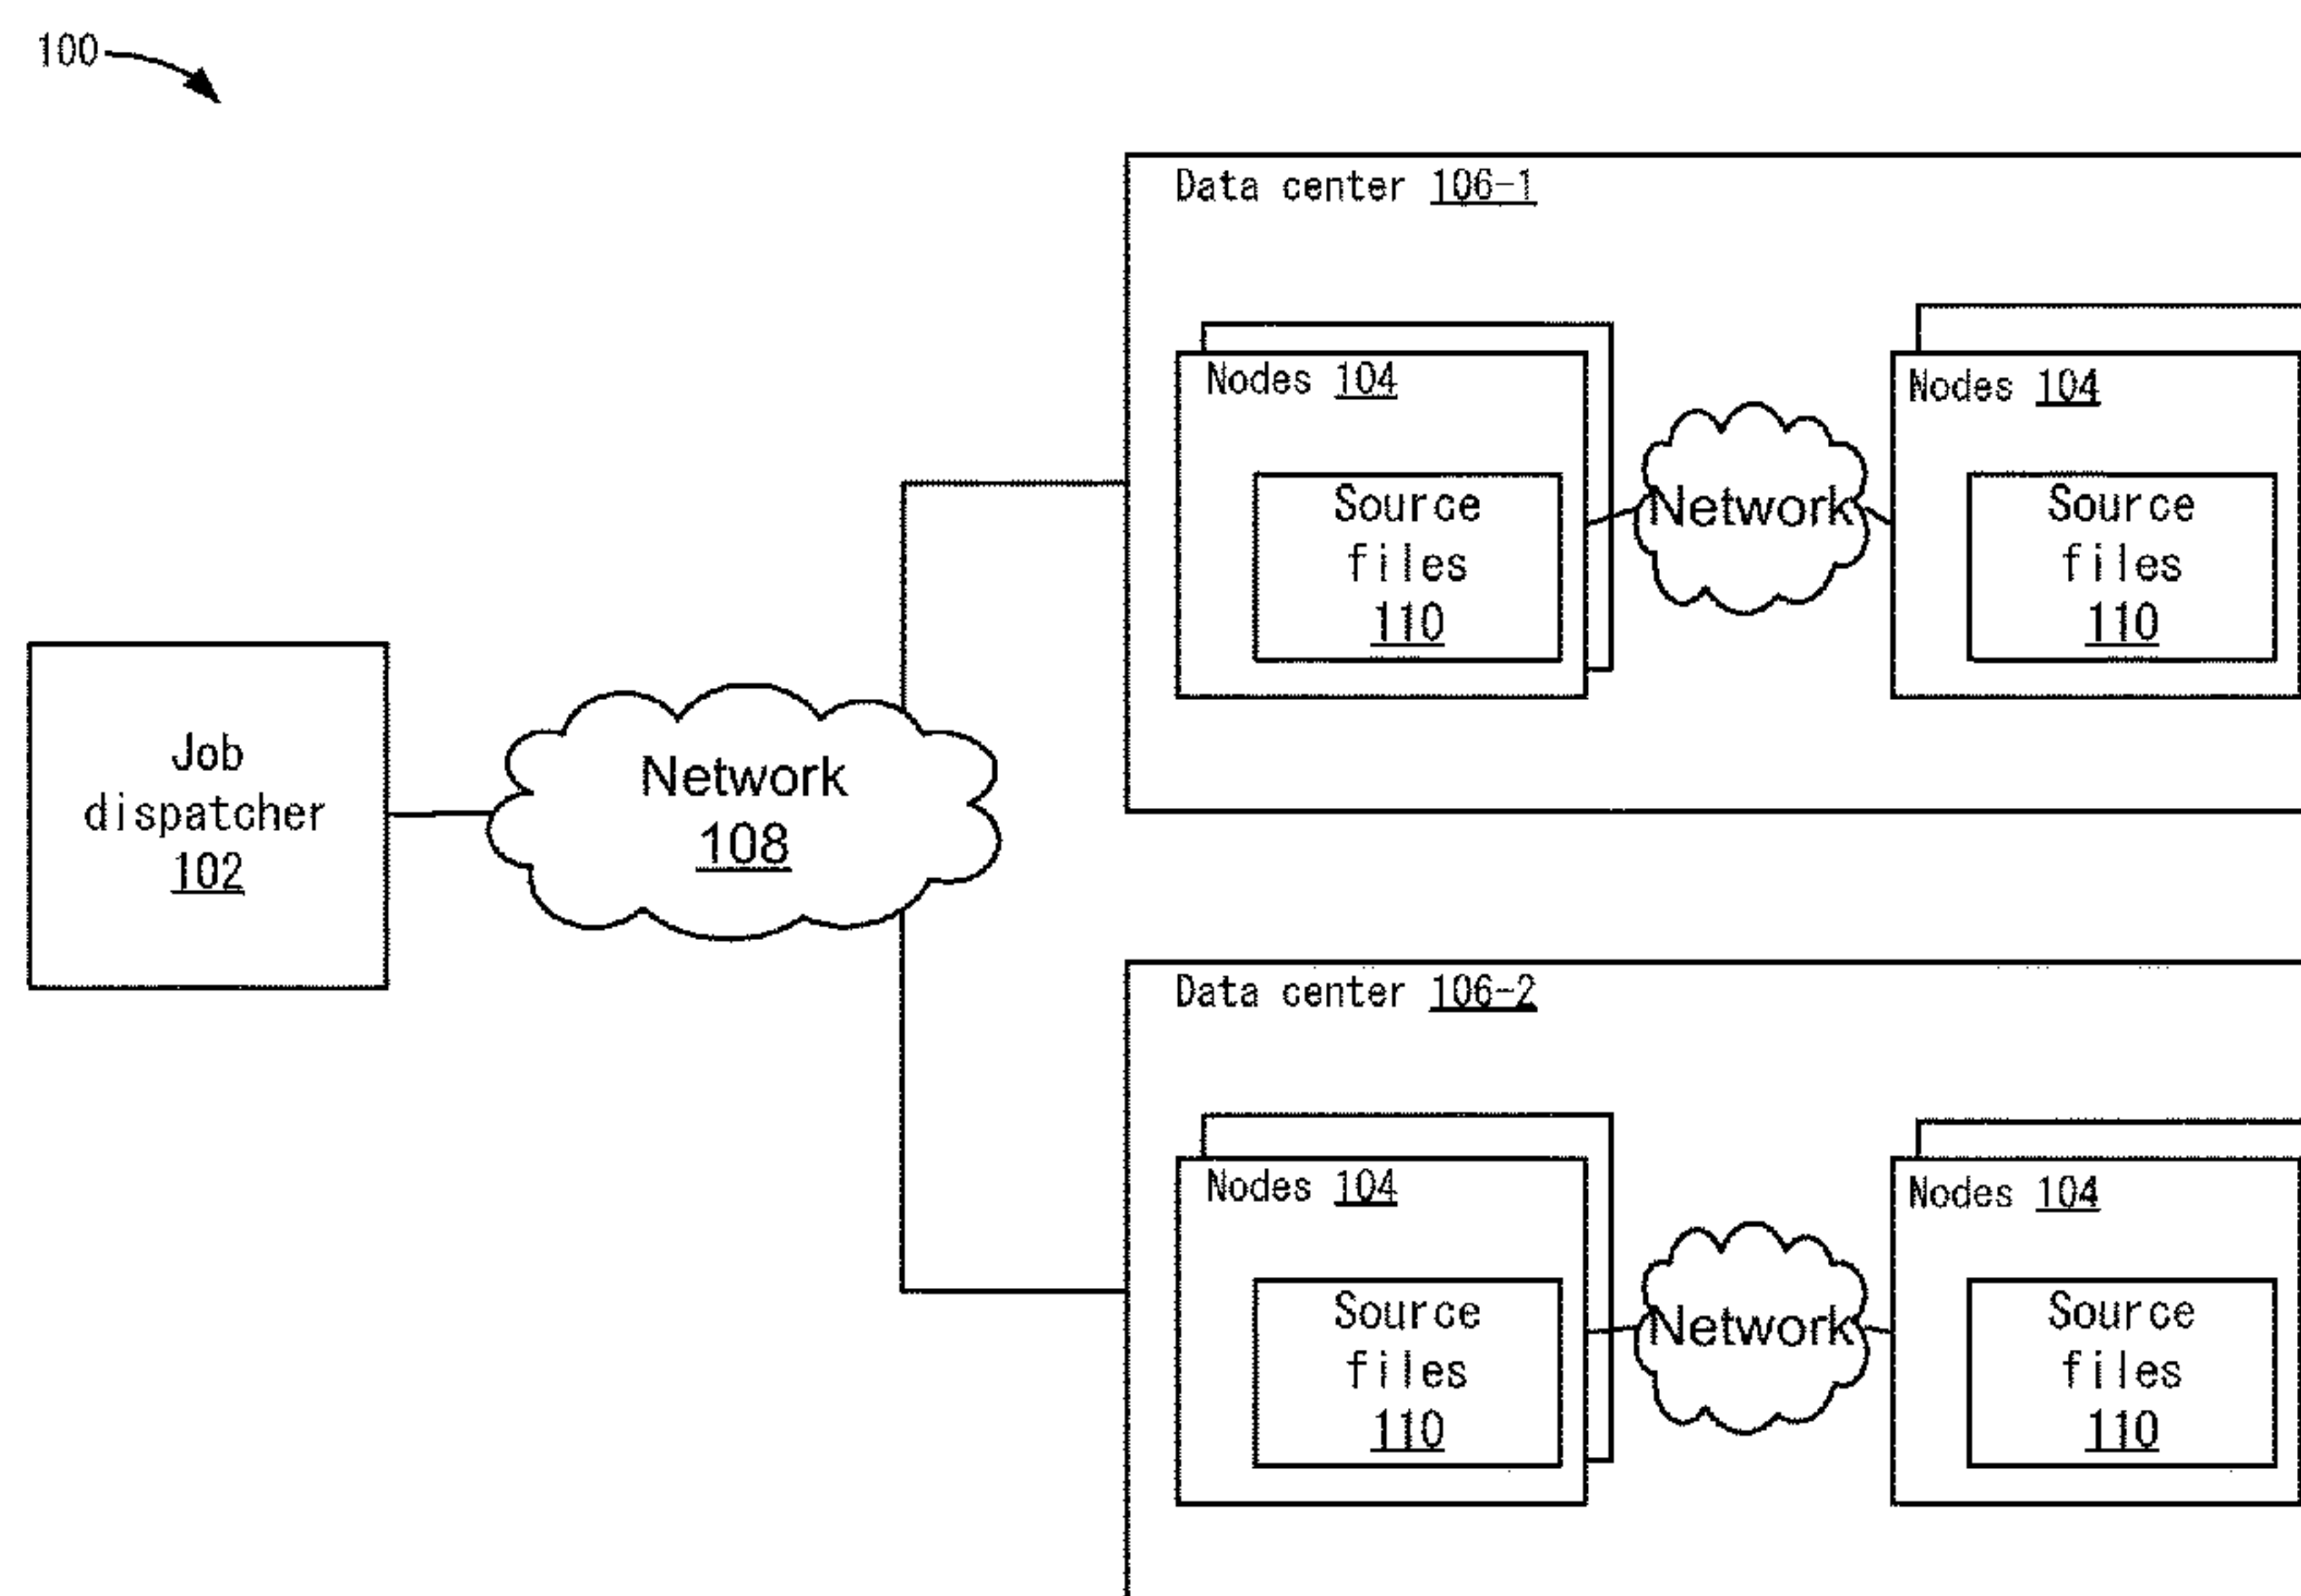 100
Data center 106-1
Nodes 104
Source
files
110
Network
Nodes 104
Source
files
110
Job
dispatcher
102
Network
108
Data center 106-2
Nodes 104
Source
files
110
Network
Nodes 104
Source
files
110